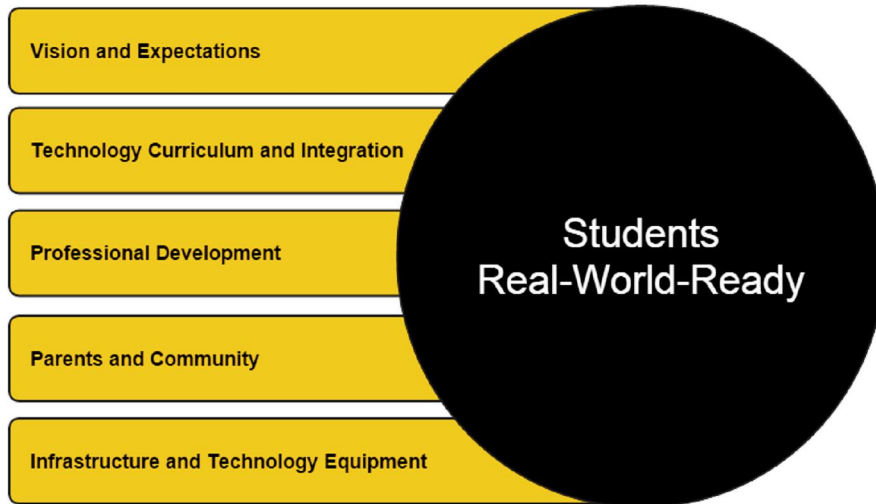 Vision and Expectations
Technology Curriculum and Integration
Professional Development
Parents and Community
Infrastructure and Technology Equipment
Students
Real-World-Ready